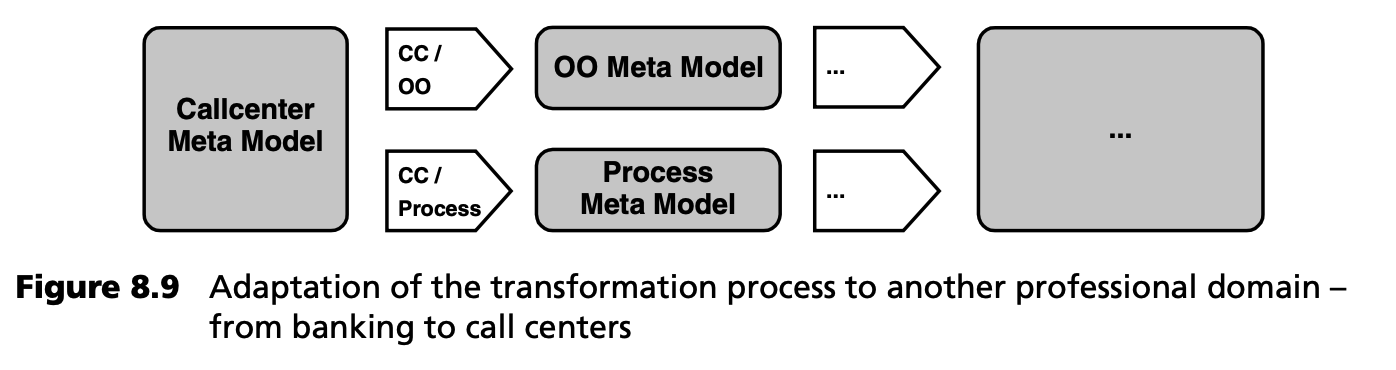 Callcenter
Meta Model
CC /
OO
OO Meta Model
...
CC /
Process
Process
Meta Model
...
...
Figure 8.9 Adaptation of the transformation process to another professional domain –
from banking to call centers